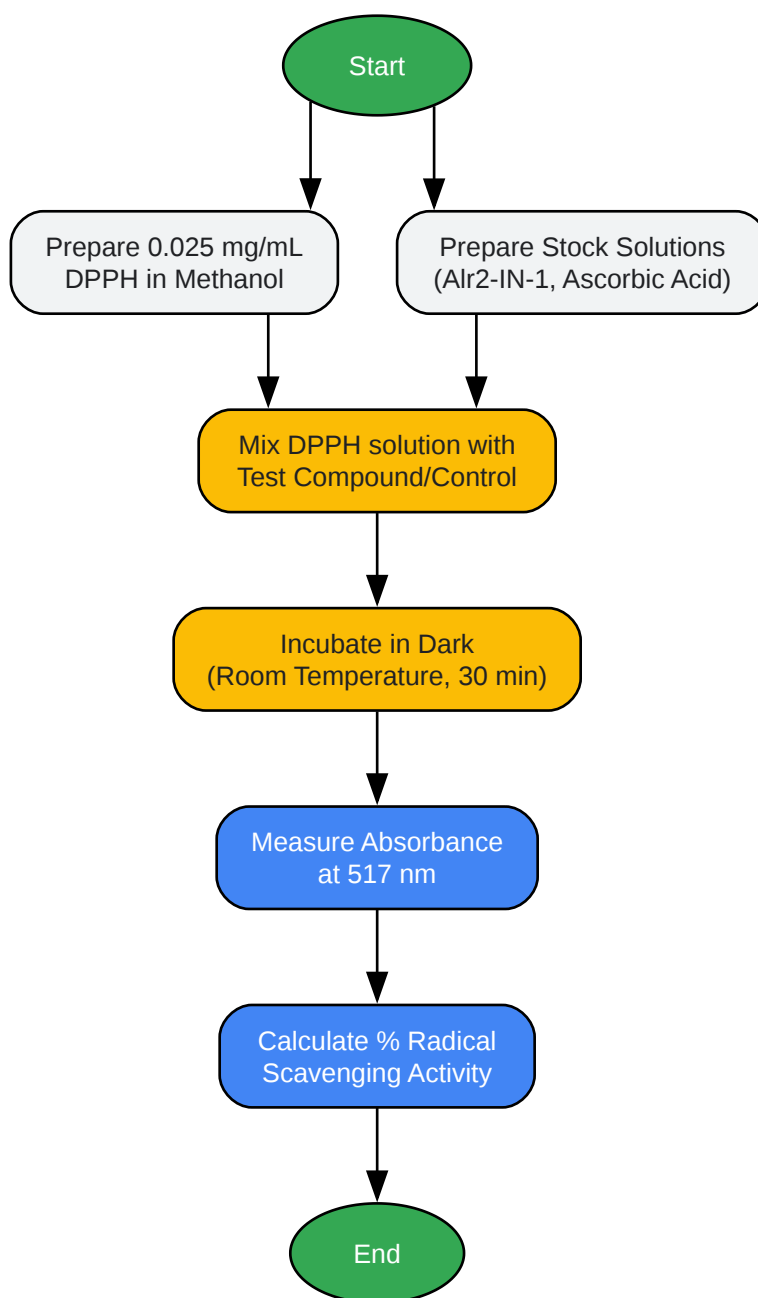 Start
Prepare 0.025 mg/mL
DPPH in Methanol
Prepare Stock Solutions
(Alr2-IN-1, Ascorbic Acid)
Mix DPPH solution with
Test Compound/Control
Incubate in Dark
(Room Temperature, 30 min)
Measure Absorbance
at 517 nm
Calculate % Radical
Scavenging Activity
End